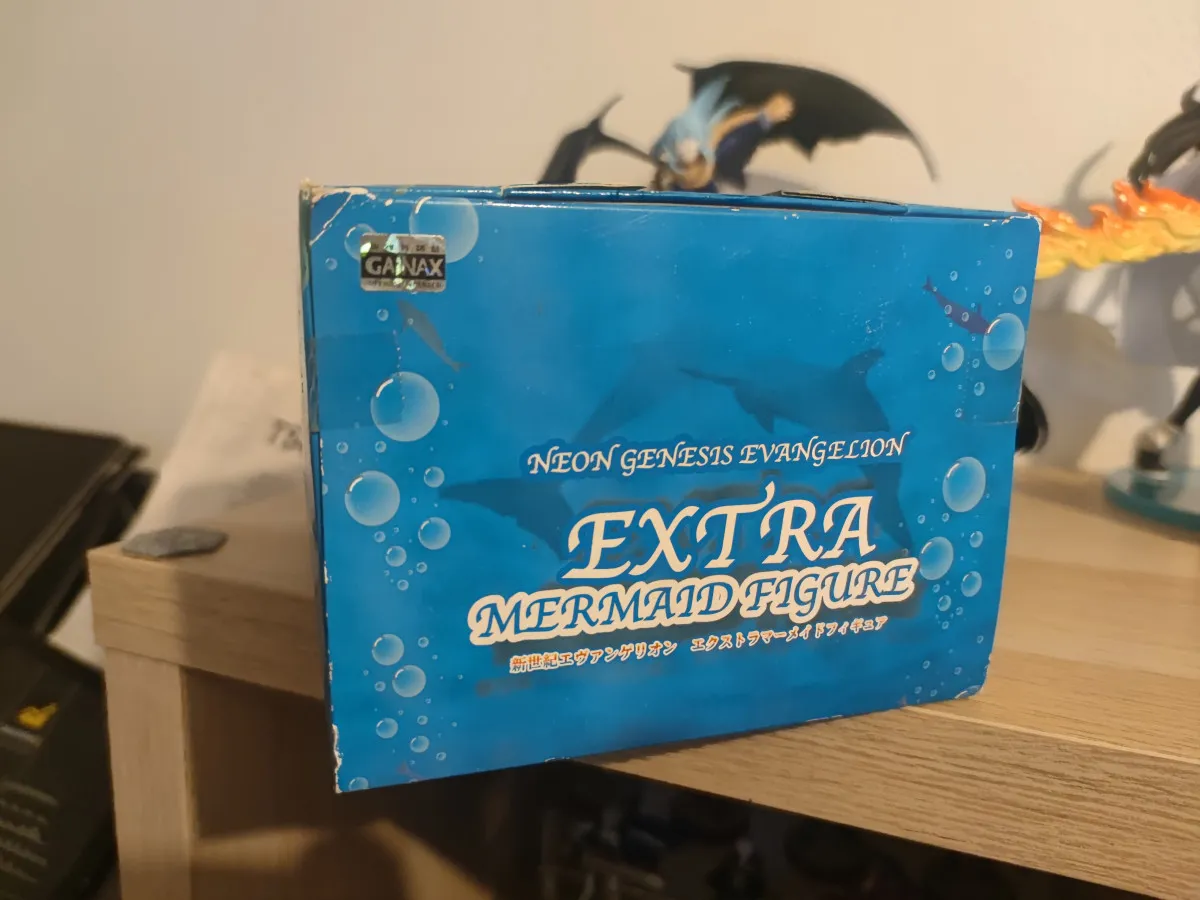 GAINAX
NEON GENESIS EVANGELION
EXTRA
MERMAID FIGURE
新世紀エヴァンゲリオン エクストラマーメイドフィギュア